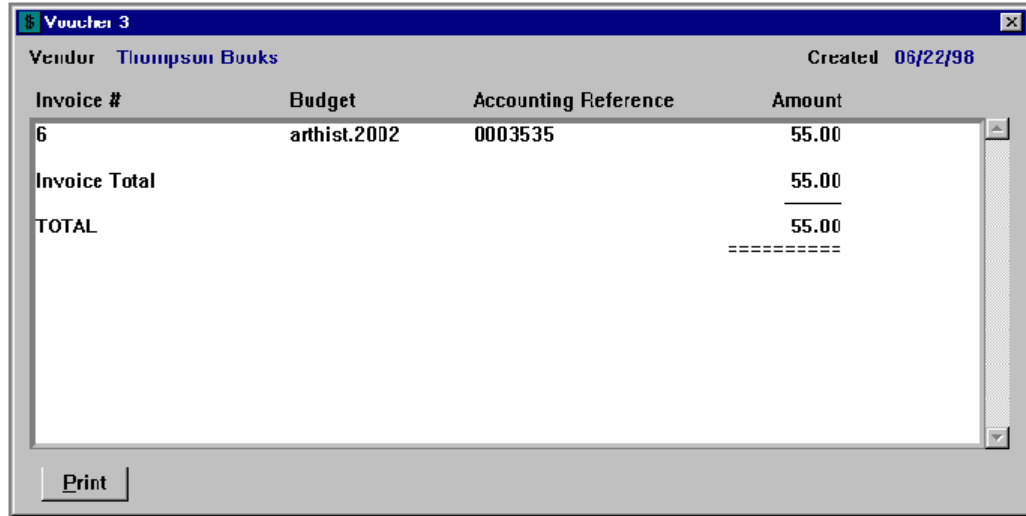 $ Voucher 3
Vendor Thompson Books Created 06/22/98
Invoice # Budget Accounting Reference Amount
6 arthist.2002 0003535 55.00
Invoice Total 55.00
TOTAL 55.00
==========
Print